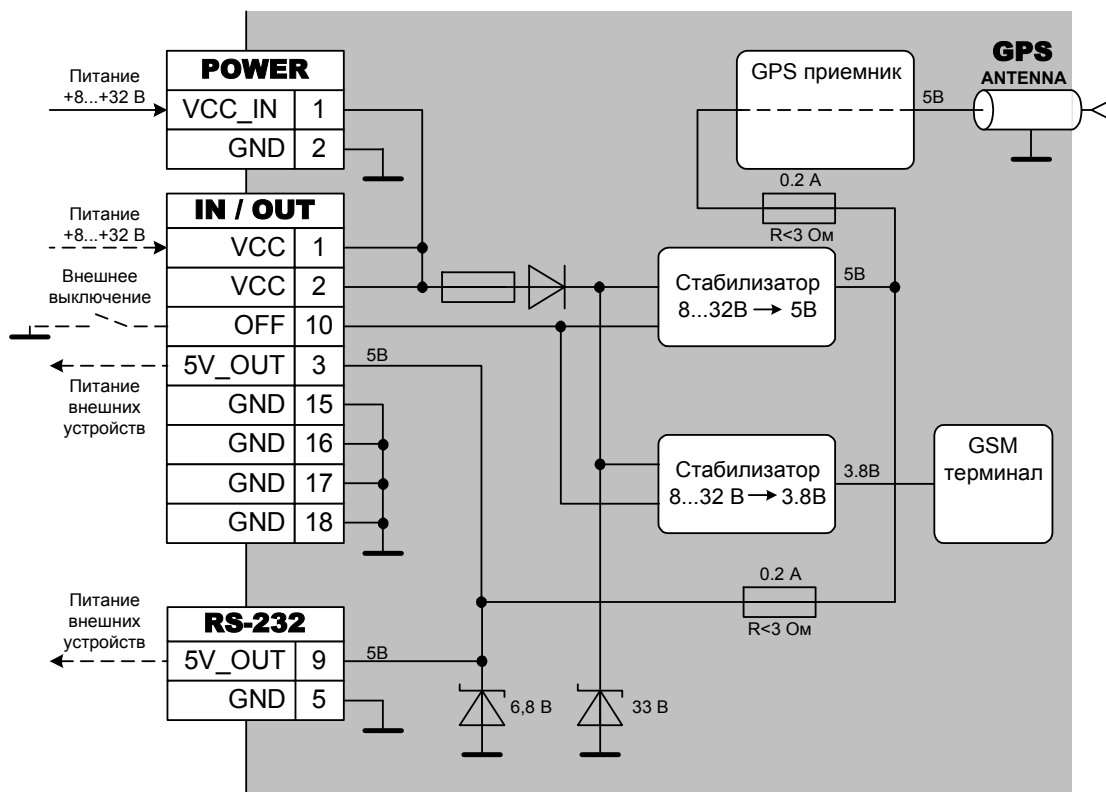 POWER
Питание
+8...+32 В
VCC_IN 1
GND 2
IN / OUT
Питание
+8...+32 В
VCC 1
Внешнее
выключение
VCC 2
OFF 10
5V_OUT 3
5В
Питание
внешних
устройств
GND 15
GND 16
GND 17
GND 18
RS-232
Питание
внешних
устройств
5V_OUT 9
5В
GND 5
6,8 В
33 В
GPS приемник
5В
GPS
ANTENNA
0.2 А
R<3 Ом
Стабилизатор
8...32В → 5В
5В
Стабилизатор
8...32 В → 3.8В
3.8В
GSM
терминал
0.2 А
R<3 Ом